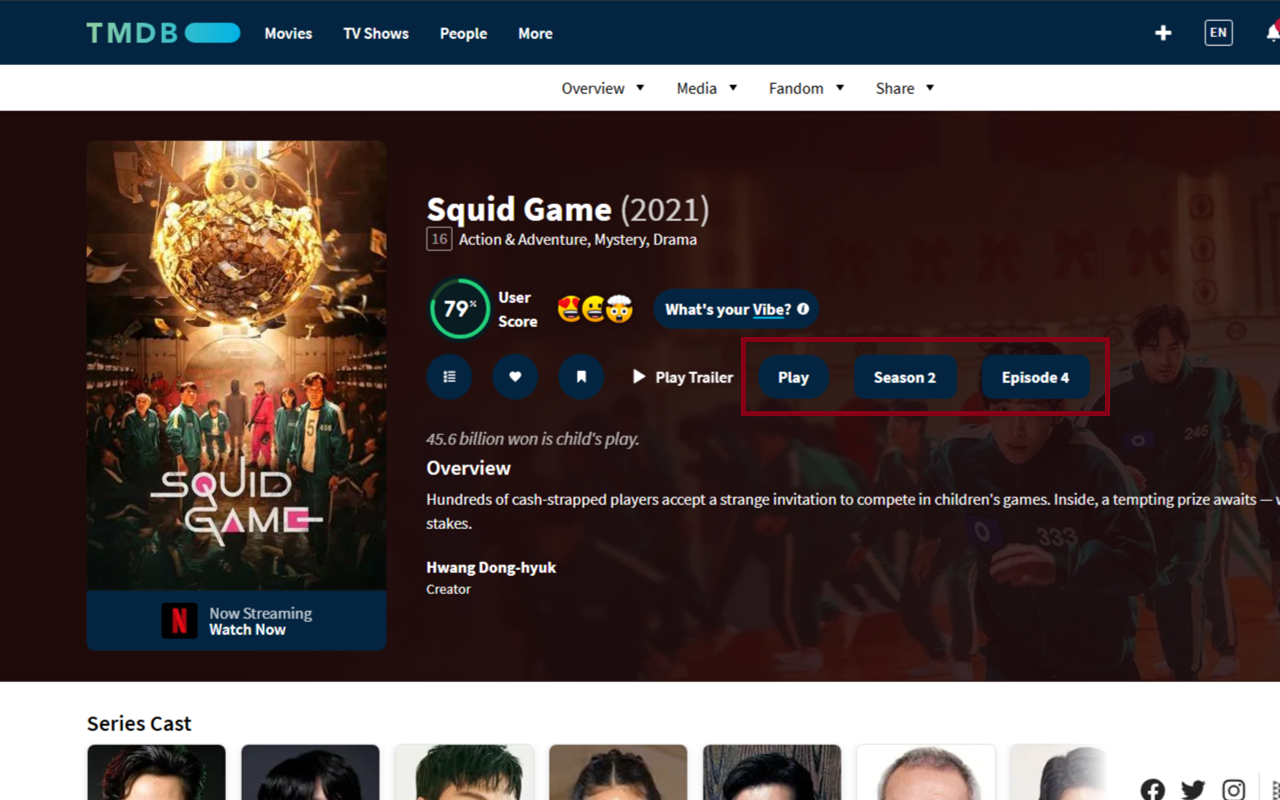 TMDB
Movies TV Shows People More
EN
Overview Media Fandom Share
Squid Game (2021)
16 Action & Adventure, Mystery, Drama
79% User Score
What's your Vibe?
Play Trailer Play Season 2 Episode 4
45.6 billion won is child's play.
Overview
Hundreds of cash-strapped players accept a strange invitation to compete in children's games. Inside, a tempting prize awaits —
stakes.
Hwang Dong-hyuk
Creator
SQUID
GAME
456
246
333
N
Now Streaming
Watch Now
Series Cast